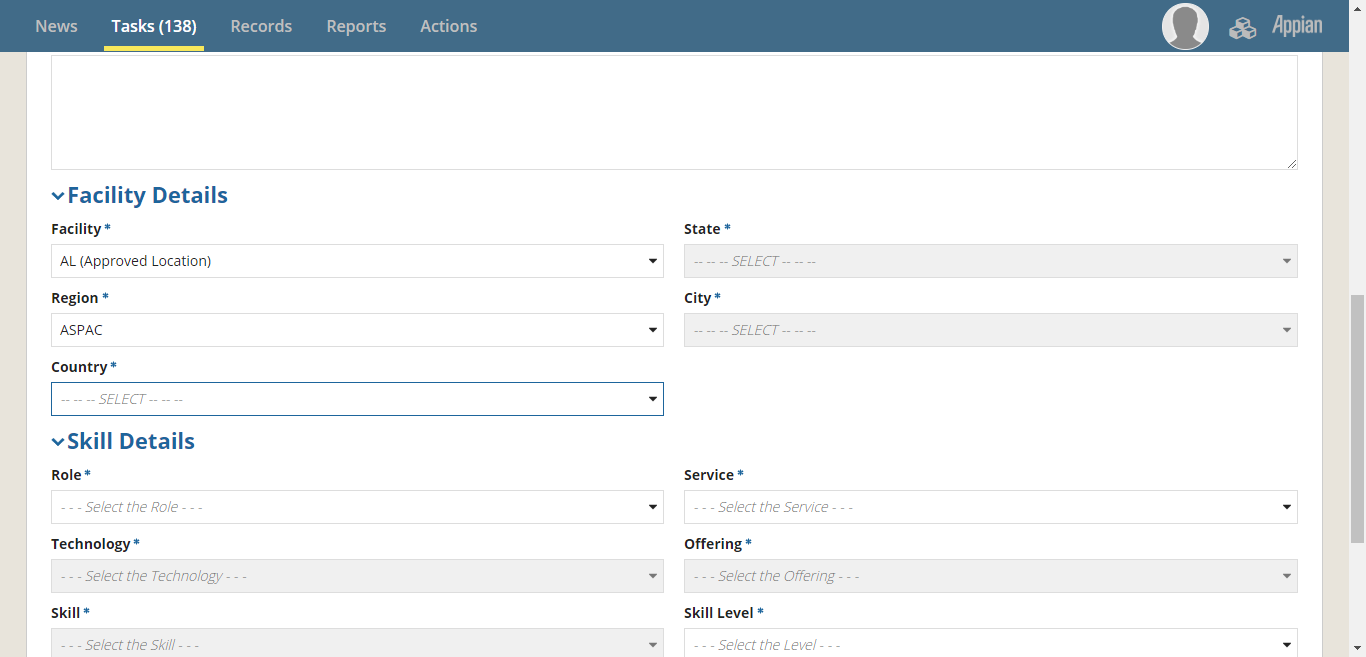 News Tasks (138) Records Reports Actions Appian
Facility Details
Facility * State *
AL (Approved Location) -- -- -- SELECT -- -- --
Region * City *
ASPAC -- -- -- SELECT -- -- --
Country *
-- -- -- SELECT -- -- --
Skill Details
Role * Service *
- - - Select the Role - - - - - - Select the Service - - -
Technology * Offering *
- - - Select the Technology - - - - - - Select the Offering - - -
Skill * Skill Level *
- - - Select the Skill - - - - - - Select the Level - - -